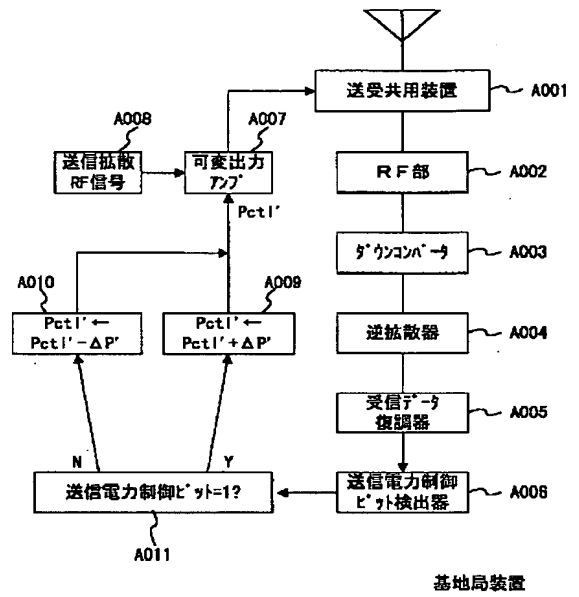 送受共用装置
A001
A008
A007
送信拡散
RF信号
可変出力
アンプ
RF部
A002
Pctl'
ダウンコンバータ
A003
A010
A009
Pctl'←
Pctl'-ΔP'
Pctl'←
Pctl'+ΔP'
逆拡散器
A004
受信データ
復調器
A005
N
Y
送信電力制御ビット=1?
送信電力制御
ビット検出器
A006
A011
基地局装置